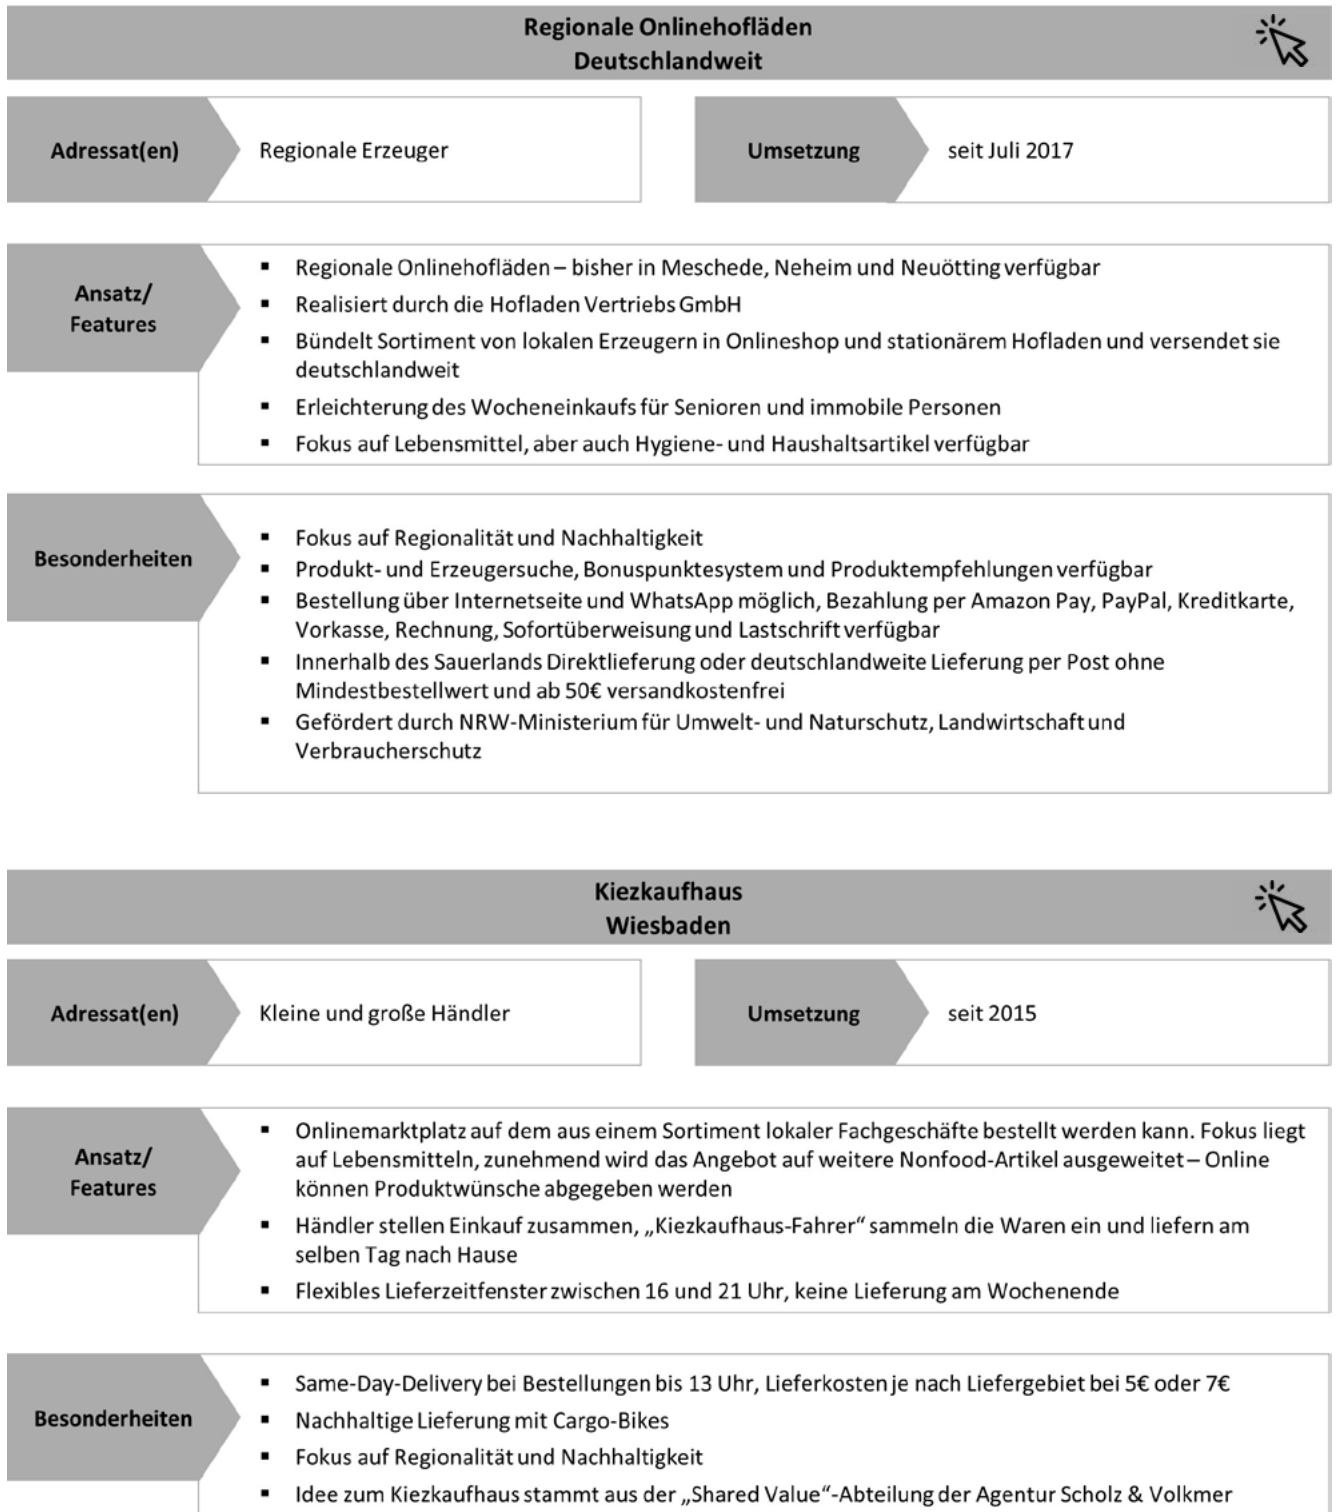 Regionale Onlinehofläden
Deutschlandweit
Adressat(en)
Regionale Erzeuger
Umsetzung
seit Juli 2017
Ansatz/
Features
▪ Regionale Onlinehofläden – bisher in Meschede, Neheim und Neuötting verfügbar
▪ Realisiert durch die Hofladen Vertriebs GmbH
▪ Bündelt Sortiment von lokalen Erzeugern in Onlineshop und stationärem Hofladen und versendet sie
deutschlandweit
▪ Erleichterung des Wocheneinkaufs für Senioren und immobile Personen
▪ Fokus auf Lebensmittel, aber auch Hygiene- und Haushaltsartikel verfügbar
Besonderheiten
▪ Fokus auf Regionalität und Nachhaltigkeit
▪ Produkt- und Erzeugersuche, Bonuspunktesystem und Produktempfehlungen verfügbar
▪ Bestellung über Internetseite und WhatsApp möglich, Bezahlung per Amazon Pay, PayPal, Kreditkarte,
Vorkasse, Rechnung, Sofortüberweisung und Lastschrift verfügbar
▪ Innerhalb des Sauerlands Direktlieferung oder deutschlandweite Lieferung per Post ohne
Mindestbestellwert und ab 50€ versandkostenfrei
▪ Gefördert durch NRW-Ministerium für Umwelt- und Naturschutz, Landwirtschaft und
Verbraucherschutz
Kiezkaufhaus
Wiesbaden
Adressat(en)
Kleine und große Händler
Umsetzung
seit 2015
Ansatz/
Features
▪ Onlinemarktplatz auf dem aus einem Sortiment lokaler Fachgeschäfte bestellt werden kann. Fokus liegt
auf Lebensmitteln, zunehmend wird das Angebot auf weitere Nonfood-Artikel ausgeweitet – Online
können Produktwünsche abgegeben werden
▪ Händler stellen Einkauf zusammen, „Kiezkaufhaus-Fahrer“ sammeln die Waren ein und liefern am
selben Tag nach Hause
▪ Flexibles Lieferzeitfenster zwischen 16 und 21 Uhr, keine Lieferung am Wochenende
Besonderheiten
▪ Same-Day-Delivery bei Bestellungen bis 13 Uhr, Lieferkosten je nach Liefergebiet bei 5€ oder 7€
▪ Nachhaltige Lieferung mit Cargo-Bikes
▪ Fokus auf Regionalität und Nachhaltigkeit
▪ Idee zum Kiezkaufhaus stammt aus der „Shared Value“-Abteilung der Agentur Scholz & Volkmer